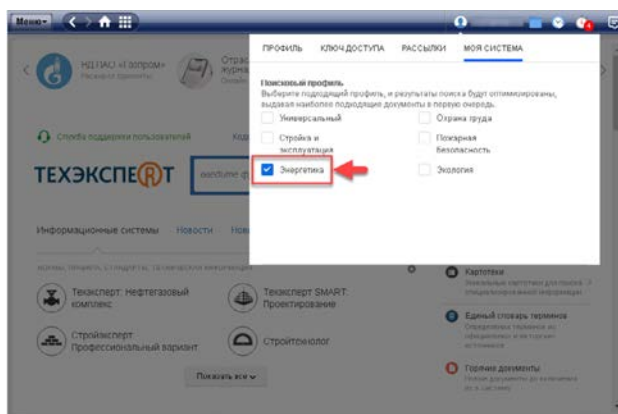 Меню
НД ПАО «Газпром»
ПРОФИЛЬ КЛЮЧ ДОСТУПА РАССЫЛКИ МОЯ СИСТЕМА
Поисковый профиль
Выберите подходящий профиль, и результаты поиска будут оптимизированы,
выдавая наиболее подходящие документы в первую очередь.
Универсальный
Охрана труда
Стройка и
эксплуатация
Пожарная
безопасность
Энергетика
Экология
Служба поддержки пользователей
ТЕХЭКСПЕRТ
введите ф
Информационные системы Новости Нов
Техэксперт: Нефтегазовый
комплекс
Техэксперт SMART:
Проектирование
Стройэксперт
Профессиональный вариант
Стройтехнолог
Показать все
Картотеки
Единый словарь терминов
Горячие документы